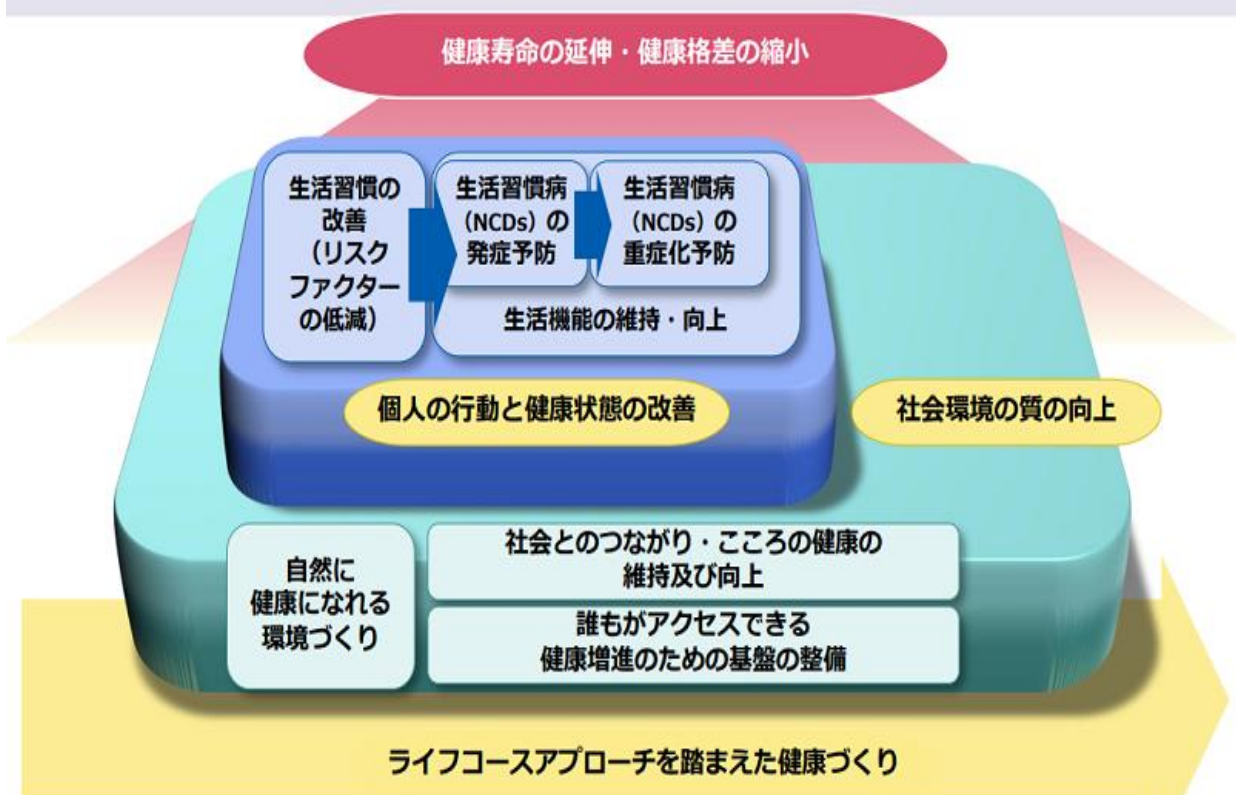 健康寿命の延伸・健康格差の縮小
生活習慣の
改善
（リスク
ファクター
の低減）
生活習慣病
（NCDs）の
発症予防
生活習慣病
（NCDs）の
重症化予防
生活機能の維持・向上
個人の行動と健康状態の改善
社会環境の質の向上
自然に
健康になれる
環境づくり
社会とのつながり・こころの健康の
維持及び向上
誰もがアクセスできる
健康増進のための基盤の整備
ライフコースアプローチを踏まえた健康づくり